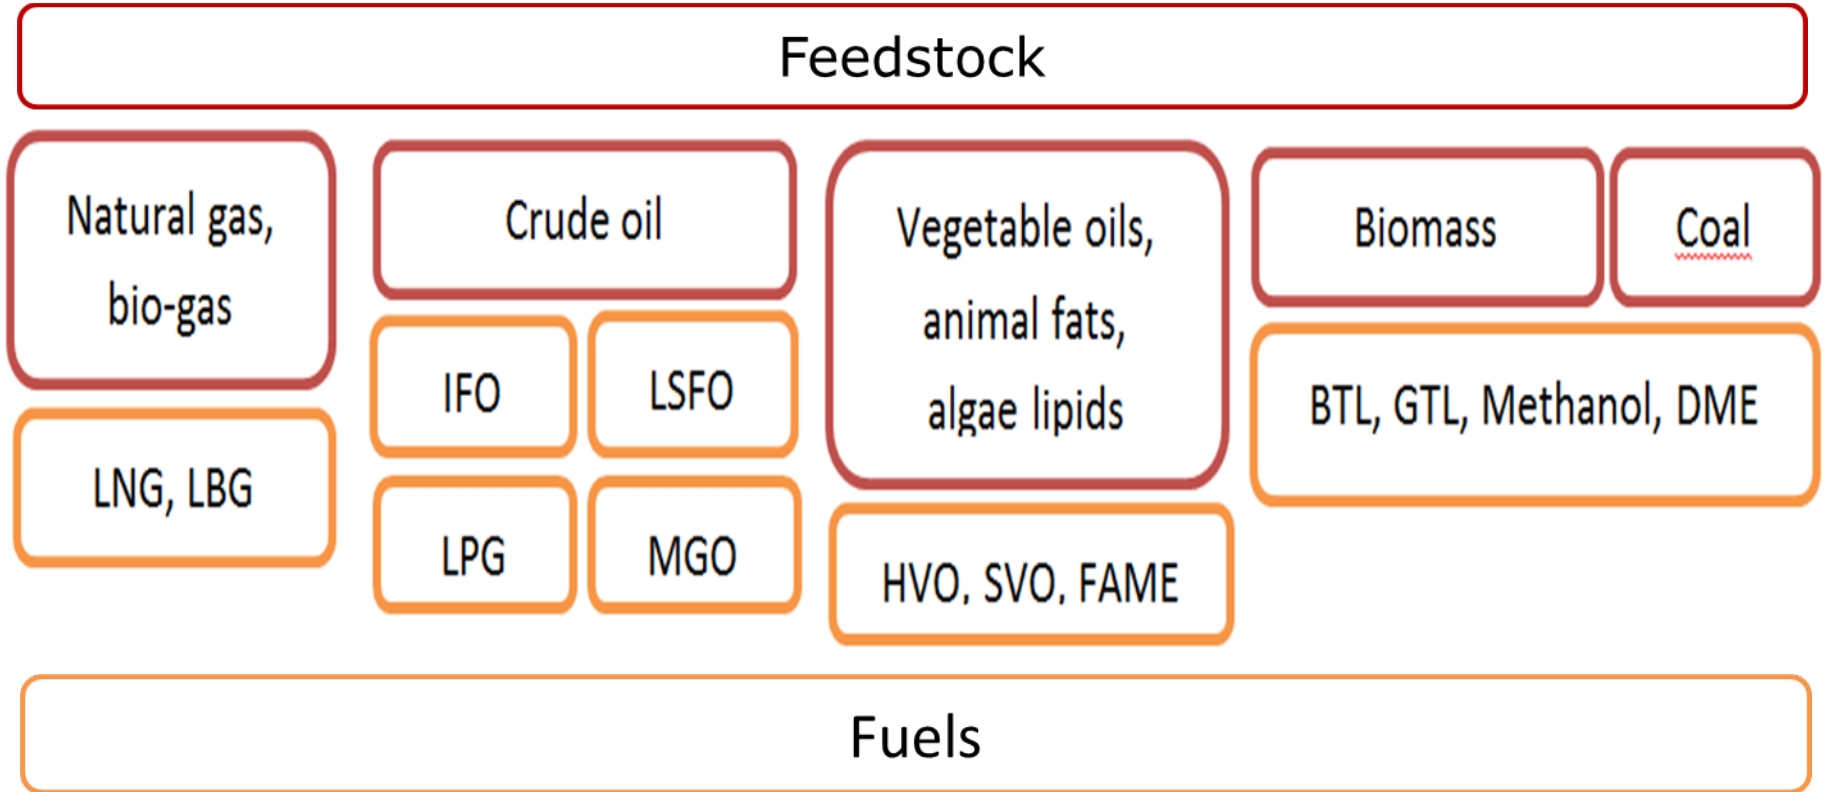 Feedstock
Natural gas,
bio-gas
Crude oil
Vegetable oils,
animal fats,
algae lipids
Biomass
Coal
LNG, LBG
IFO
LSFO
LPG
MGO
HVO, SVO, FAME
BTL, GTL, Methanol, DME
Fuels